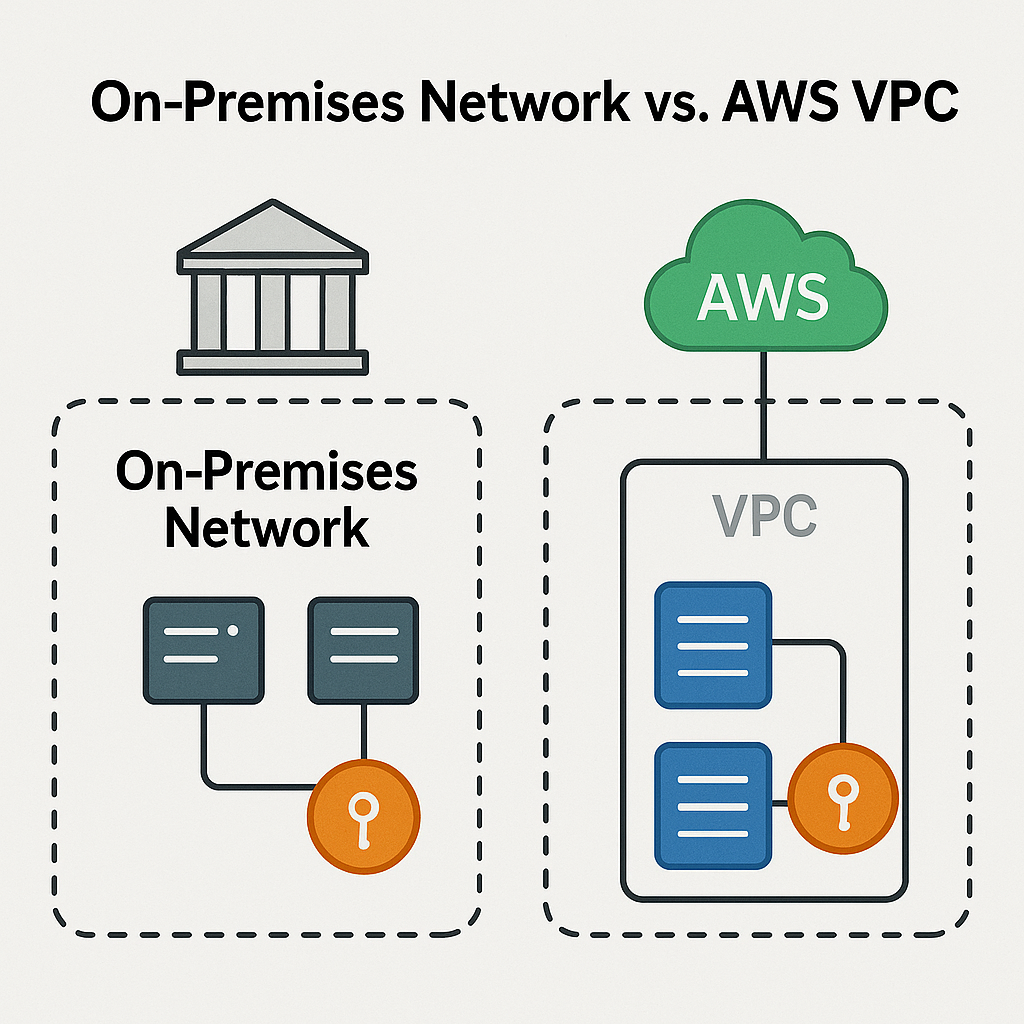 On-Premises Network vs. AWS VPC
AWS
On-Premises
Network
VPC